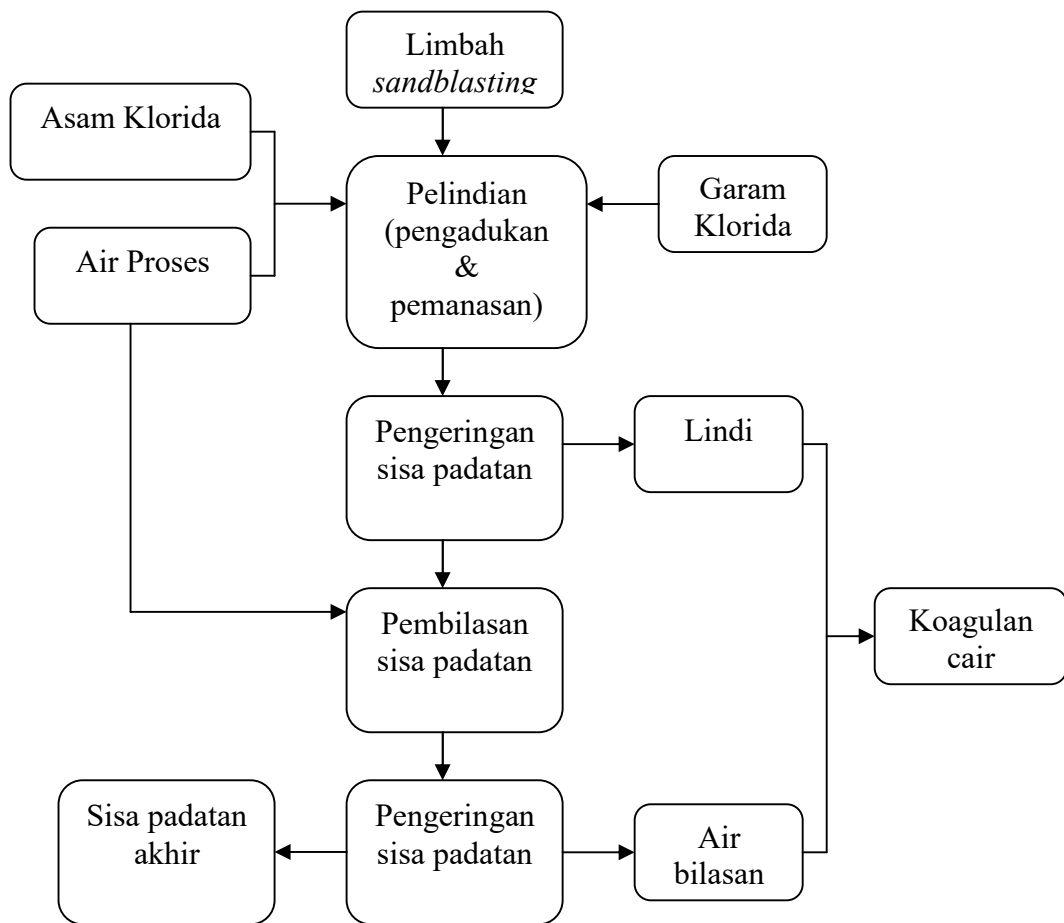 Limbah
sandblasting
Asam Klorida
Pelindian
(pengadukan
&
pemanasan)
Garam
Klorida
Air Proses
Pengeringan
sisa padatan
Lindi
Pembilasan
sisa padatan
Koagulan
cair
Sisa padatan
akhir
Pengeringan
sisa padatan
Air
bilasan